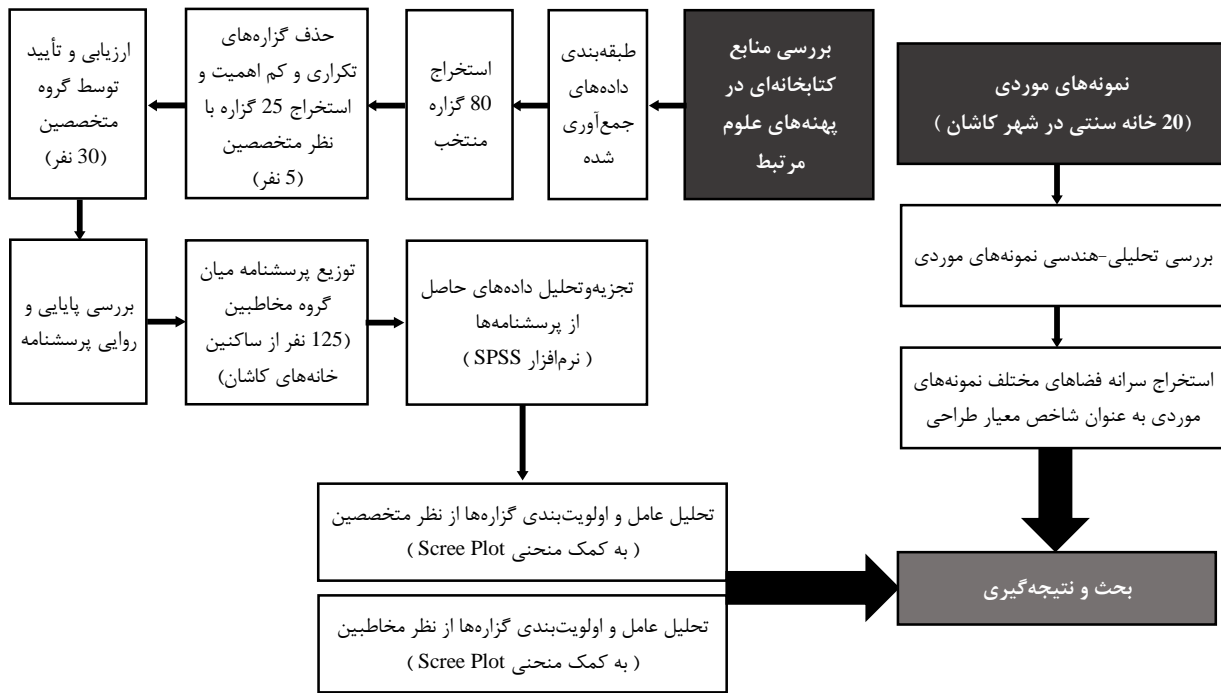 نمونه‌های موردی
(20 خانه سنتی در شهر کاشان )
بررسی تحلیلی-هندسی نمونه‌های موردی
استخراج سرانه فضاهای مختلف نمونه‌های
موردی به عنوان شاخص معیار طراحی
بررسی منابع
کتابخانه‌ای در
پهنه‌های علوم
مرتبط
طبقه‌بندی
داده‌های
جمع‌آوری
شده
استخراج
80 گزاره
منتخب
حذف گزاره‌های
تکراری و کم اهمیت و
استخراج 25 گزاره با
نظر متخصصین
(5 نفر)
ارزیابی و تأیید
توسط گروه
متخصصین
(30 نفر)
بررسی پایایی و
روایی پرسشنامه
توزیع پرسشنامه میان
گروه مخاطبین
(125 نفر از ساکنین
خانه‌های کاشان)
تجزیه‌وتحلیل داده‌های حاصل
از پرسشنامه‌ها
( نرم‌افزار SPSS )
تحلیل عامل و اولویت‌بندی گزاره‌ها از نظر متخصصین
( به کمک منحنی Scree Plot )
تحلیل عامل و اولویت‌بندی گزاره‌ها از نظر مخاطبین
( به کمک منحنی Scree Plot )
بحث و نتیجه‌گیری